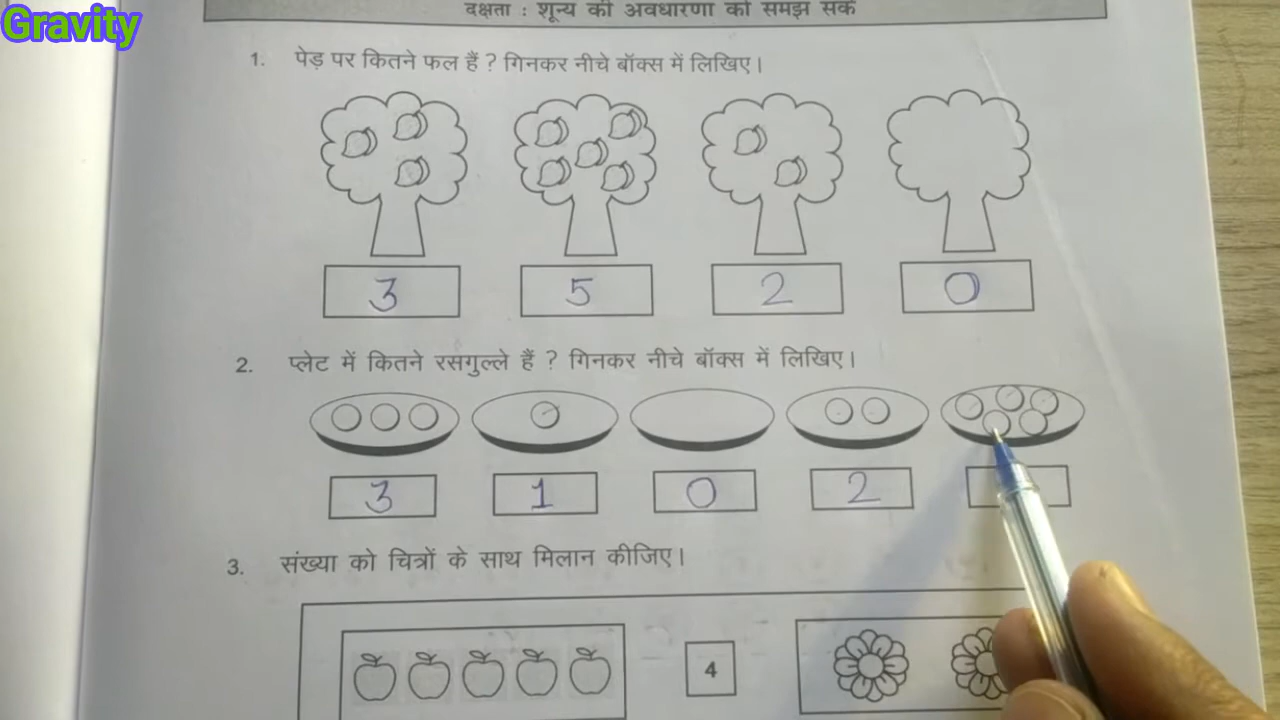 Gravity
दक्षता : शून्य की अवधारणा को समझ सकें
1. पेड़ पर कितने फल हैं ? गिनकर नीचे बॉक्स में लिखिए।
3 5 2 0
2. प्लेट में कितने रसगुल्ले हैं ? गिनकर नीचे बॉक्स में लिखिए।
3 1 0 2
3. संख्या को चित्रों के साथ मिलान कीजिए।
4